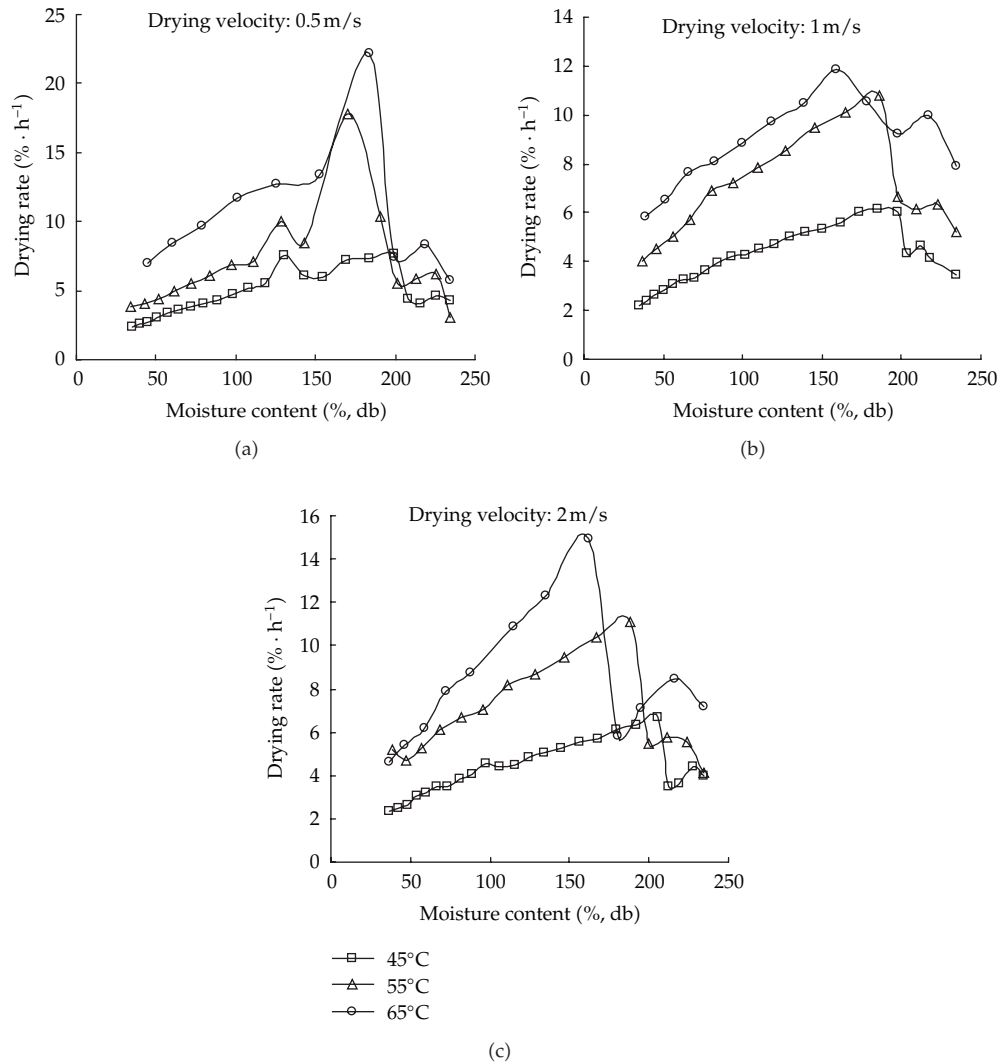 Drying velocity: 0.5 m/s
25
20
15
10
5
0
Drying rate (% · h⁻¹)
0 50 100 150 200 250
Moisture content (%, db)
(a)
Drying velocity: 1 m/s
14
12
10
8
6
4
2
0
Drying rate (% · h⁻¹)
0 50 100 150 200 250
Moisture content (%, db)
(b)
Drying velocity: 2 m/s
16
14
12
10
8
6
4
2
0
Drying rate (% · h⁻¹)
0 50 100 150 200 250
Moisture content (%, db)
45°C
55°C
65°C
(c)